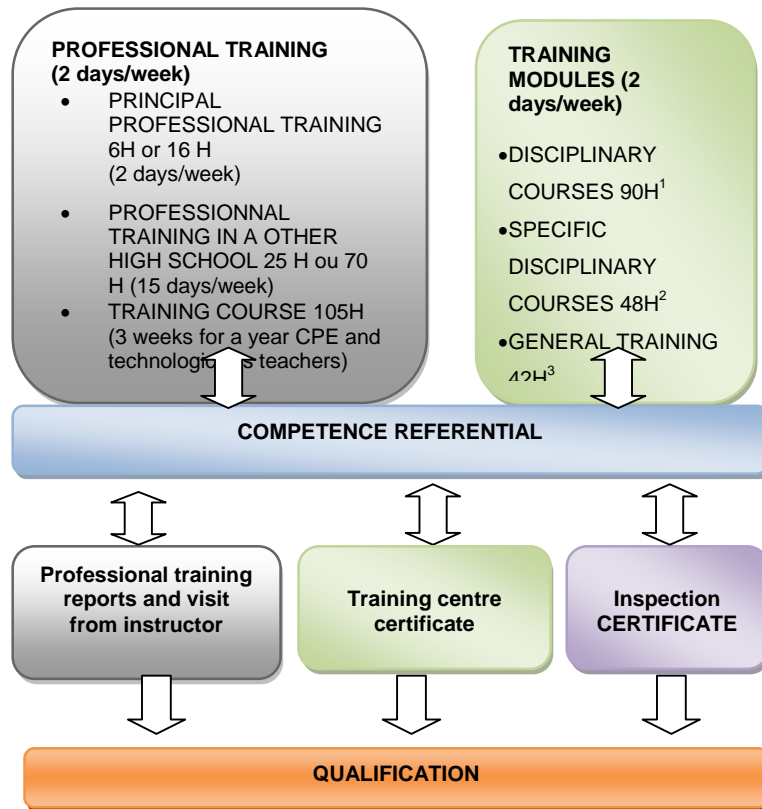 PROFESSIONAL TRAINING
(2 days/week)
• PRINCIPAL
PROFESSIONAL TRAINING
6H or 16 H
(2 days/week)
• PROFESSIONNAL
TRAINING IN A OTHER
HIGH SCHOOL 25 H ou 70
H (15 days/week)
• TRAINING COURSE 105H
(3 weeks for a year CPE and
teachers)
TRAINING
MODULES (2
days/week)
•DISCIPLINARY
COURSES 90H¹
•SPECIFIC
DISCIPLINARY
COURSES 48H²
•GENERAL TRAINING
42H³
COMPETENCE REFERENTIAL
Professional training
reports and visit
from instructor
Training centre
certificate
Inspection
CERTIFICATE
QUALIFICATION